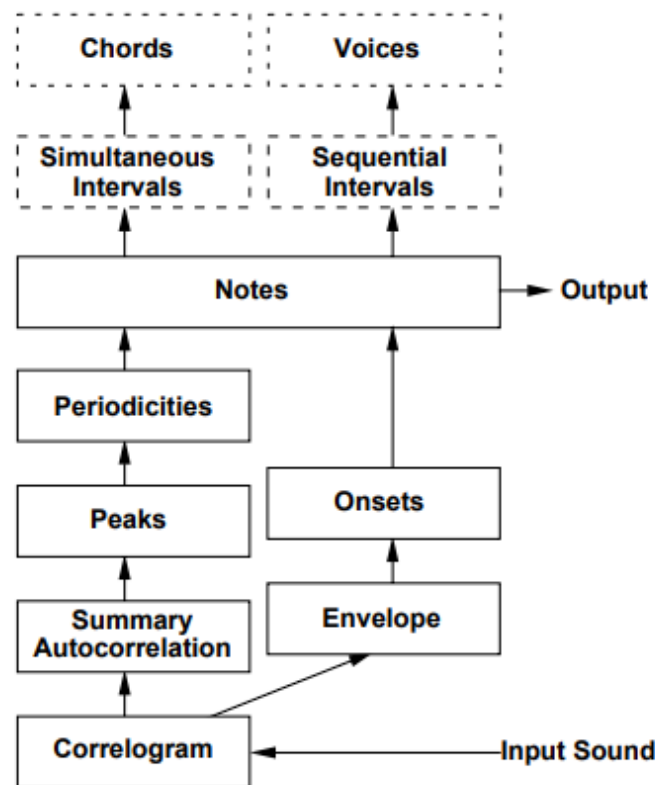 Chords
Voices
Simultaneous
Intervals
Sequential
Intervals
Notes
Output
Periodicities
Peaks
Onsets
Summary
Autocorrelation
Envelope
Correlogram
Input Sound